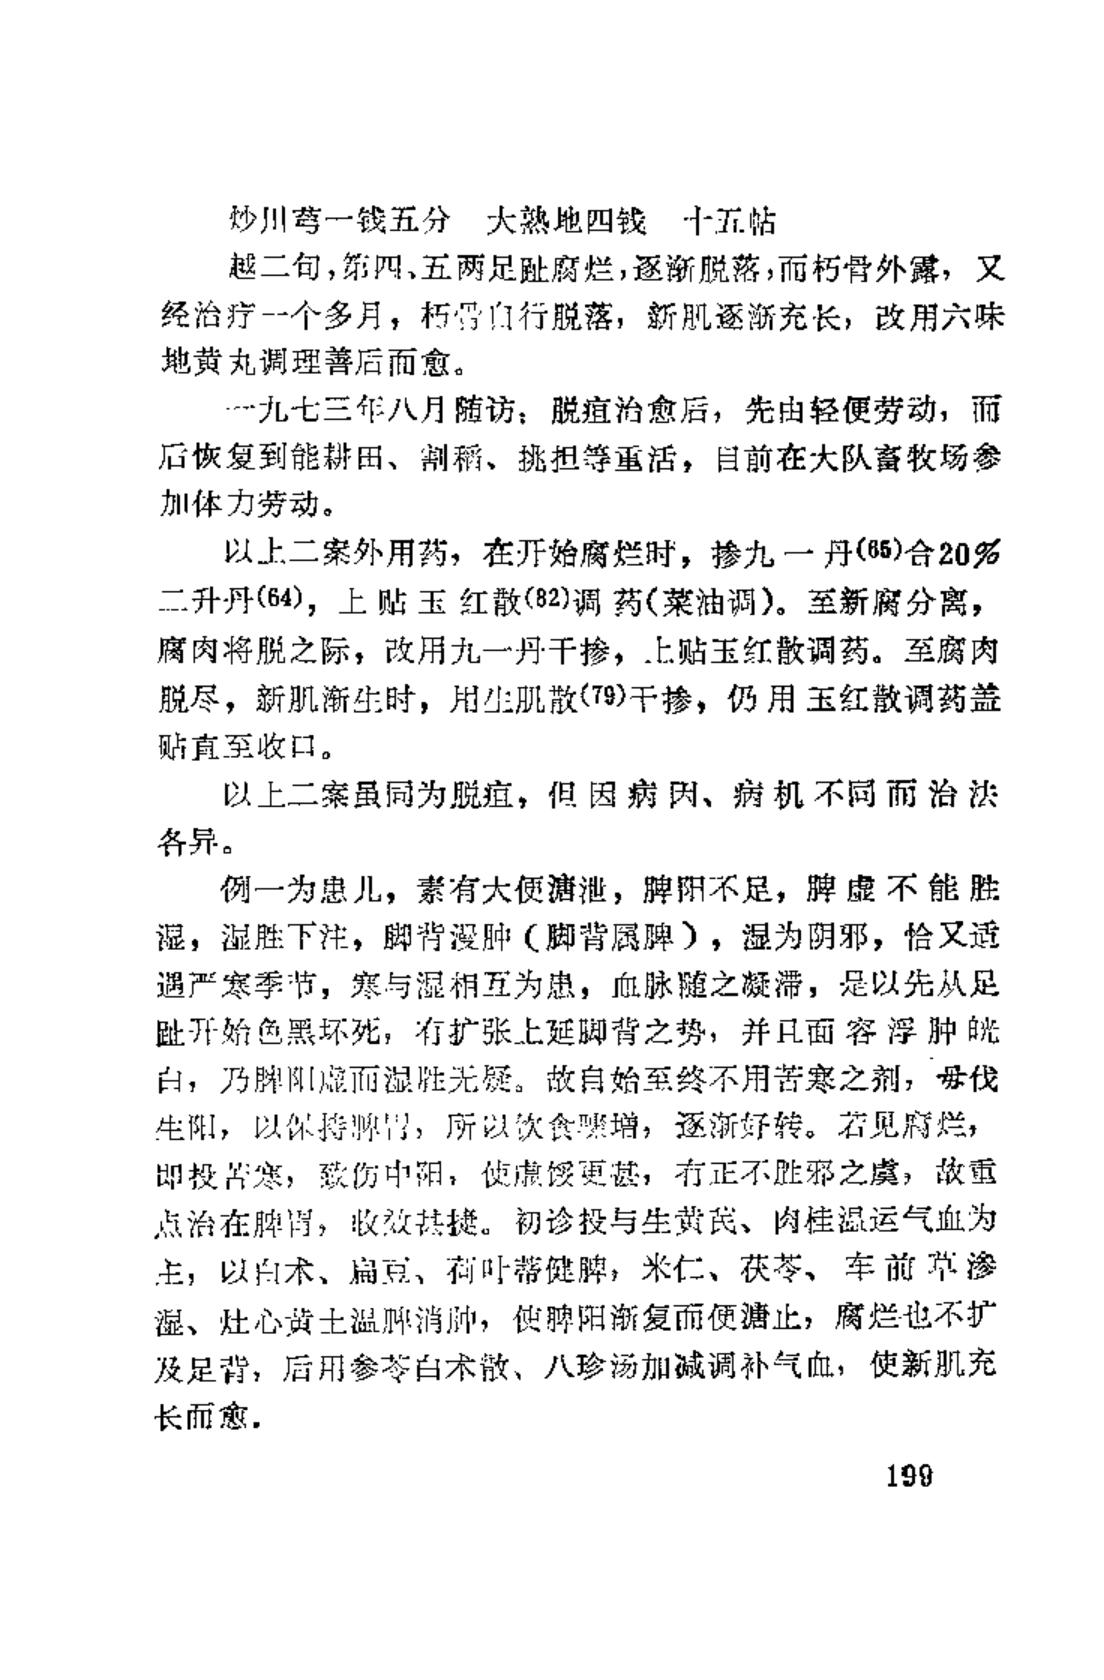 炒川芎一钱五分　大熟地四钱　十五帖
越二旬，第四、五两足趾腐烂，逐渐脱落，而朽骨外露，又
经治疗一个多月，朽骨自行脱落，新肌逐渐充长，改用六味
地黄丸调理善后而愈。
一九七三年八月随访：脱疽治愈后，先由轻便劳动，而
后恢复到能耕田、割稻、挑担等重活，目前在大队畜牧场参
加体力劳动。
以上二案外用药，在开始腐烂时，掺九一丹(65)合20%
二升丹(64)，上贴玉红散(82)调药(菜油调)。至新腐分离，
腐肉将脱之际，改用九一丹干掺，上贴玉红散调药。至腐肉
脱尽，新肌渐生时，用生肌散(79)干掺，仍用玉红散调药盖
贴直至收口。
以上二案虽同为脱疽，但因病因、病机不同而治法
各异。
例一为患儿，素有大便溏泄，脾阳不足，脾虚不能胜
湿，湿胜下注，脚背漫肿（脚背属脾），湿为阴邪，恰又适
遇严寒季节，寒与湿相互为患，血脉随之凝滞，是以先从足
趾开始色黑坏死，有扩张上延脚背之势，并且面容浮肿㿠
白，乃脾阳虚而湿胜无疑。故自始至终不用苦寒之剂，毋伐
生阳，以保持脾胃，所以饮食嘿增，逐渐好转。若见腐烂，
即投苦寒，致伤中阳，使虚馁更甚，有正不胜邪之虞，故重
点治在脾胃，收效甚捷。初诊投与生黄芪、肉桂温运气血为
主，以白术、扁豆、荷叶蒂健脾，米仁、茯苓、车前草渗
湿、灶心黄土温脾消肿，使脾阳渐复而便溏止，腐烂也不扩
及足背，后用参苓白术散、八珍汤加减调补气血，使新肌充
长而愈.
199